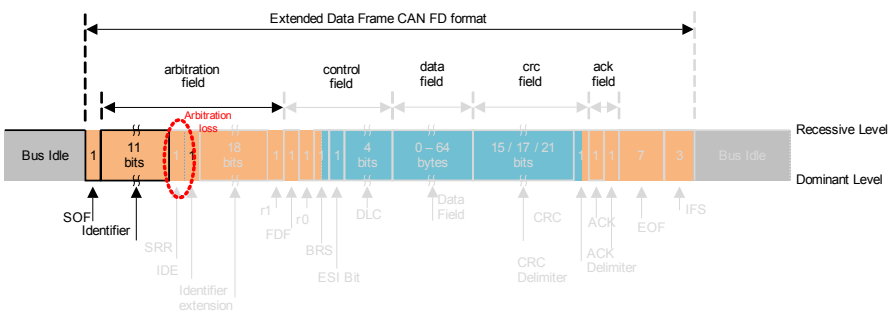 Extended Data Frame CAN FD format
arbitration
field
control
field
data
field
crc
field
ack
field
Arbitration
loss
Recessive Level
Bus Idle
1
11
bits
1
1
18
bits
1
1
1
1
1
4
bits
0 – 64
bytes
15 / 17 / 21
bits
1
1
1
7
3
Bus Idle
Dominant Level
SOF
Identifier
SRR
IDE
Identifier
extension
r1
FDF
r0
BRS
ESI Bit
DLC
Data
Field
CRC
CRC
Delimiter
ACK
ACK
Delimiter
EOF
IFS